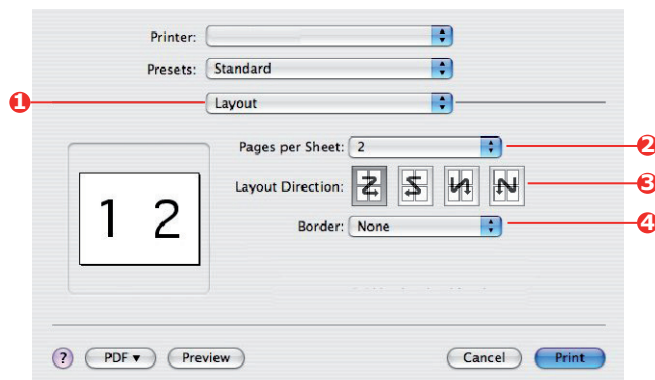 Printer:
Presets: Standard
1 Layout
Pages per Sheet: 2 2
Layout Direction: 3
Border: None 4
1 2
? PDF ▼ Preview Cancel Print